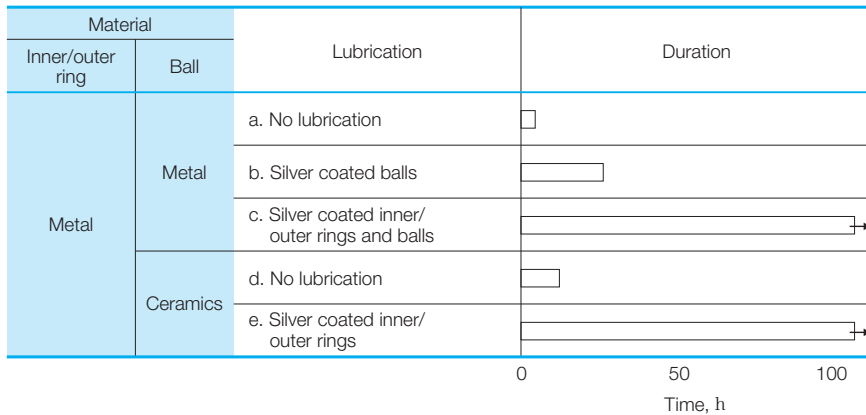 Material
Inner/outer
ring
Ball
Lubrication
Duration
Metal
Metal
a. No lubrication
b. Silver coated balls
c. Silver coated inner/
outer rings and balls
Ceramics
d. No lubrication
e. Silver coated inner/
outer rings
0
50
100
Time, h